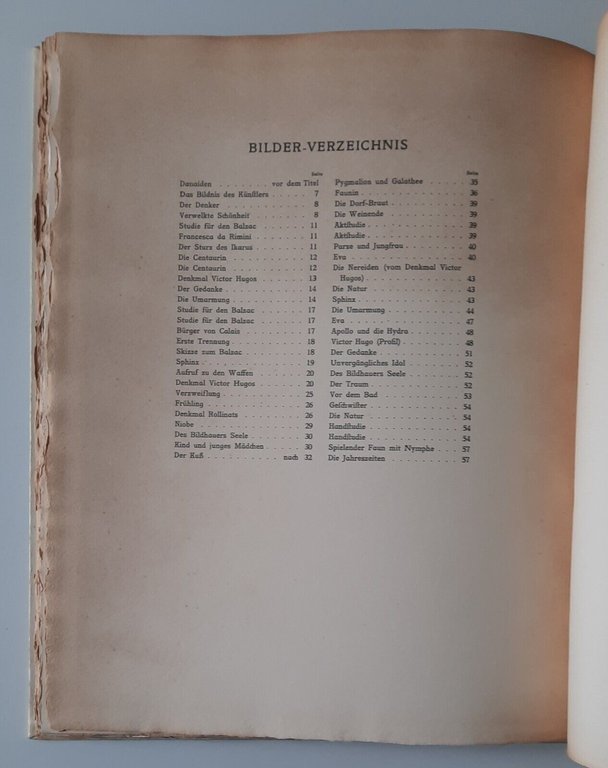 BILDER-VERZEICHNIS
Seite
Danaiden . . . . . . . . vor dem Titel
Das Bildnis des Künſtlers . . . . . . 7
Der Denker . . . . . . . . . . . . 8
Verwelkte Schönheit . . . . . . . . 8
Studie für den Balzac . . . . . . . 11
Francesca da Rimini . . . . . . . . 11
Der Sturz des Ikarus . . . . . . . . 11
Die Centaurin . . . . . . . . . . . 12
Die Centaurin . . . . . . . . . . . 12
Denkmal Victor Hugos . . . . . . . 13
Der Gedanke . . . . . . . . . . . 14
Die Umarmung . . . . . . . . . . . 14
Studie für den Balzac . . . . . . . 17
Studie für den Balzac . . . . . . . 17
Bürger von Calais . . . . . . . . . 17
Erste Trennung . . . . . . . . . . 18
Skizze zum Balzac . . . . . . . . . 18
Sphinx . . . . . . . . . . . . . . 19
Aufruf zu den Waffen . . . . . . . 20
Denkmal Victor Hugos . . . . . . . 20
Verzweiflung . . . . . . . . . . . 25
Frühling . . . . . . . . . . . . . 26
Denkmal Rollinats . . . . . . . . . 26
Niobe . . . . . . . . . . . . . . 29
Des Bildhauers Seele . . . . . . . . 30
Kind und junges Mädchen . . . . . . 30
Der Kuß . . . . . . . . . . nach 32
Seite
Pygmalion und Galathee . . . . . . 35
Faunin . . . . . . . . . . . . . . 36
Die Dorf-Braut . . . . . . . . . . 39
Die Weinende . . . . . . . . . . . 39
Aktſtudie . . . . . . . . . . . . . 39
Aktſtudie . . . . . . . . . . . . . 39
Parze und Jungfrau . . . . . . . . 40
Eva . . . . . . . . . . . . . . . 40
Die Nereiden (vom Denkmal Victor
Hugos) . . . . . . . . . . . . . 43
Die Natur . . . . . . . . . . . . 43
Sphinx . . . . . . . . . . . . . . 43
Die Umarmung . . . . . . . . . . . 44
Eva . . . . . . . . . . . . . . . 47
Apollo und die Hydra . . . . . . . . 48
Victor Hugo (Profil) . . . . . . . . 48
Der Gedanke . . . . . . . . . . . 51
Unvergängliches Idol . . . . . . . . 52
Des Bildhauers Seele . . . . . . . . 52
Der Traum . . . . . . . . . . . . 52
Vor dem Bad . . . . . . . . . . . 53
Geſchwiſter . . . . . . . . . . . . 54
Die Natur . . . . . . . . . . . . 54
Handſtudie . . . . . . . . . . . . 54
Handſtudie . . . . . . . . . . . . 54
Spielender Faun mit Nymphe . . . . 57
Die Jahreszeiten . . . . . . . . . . 57